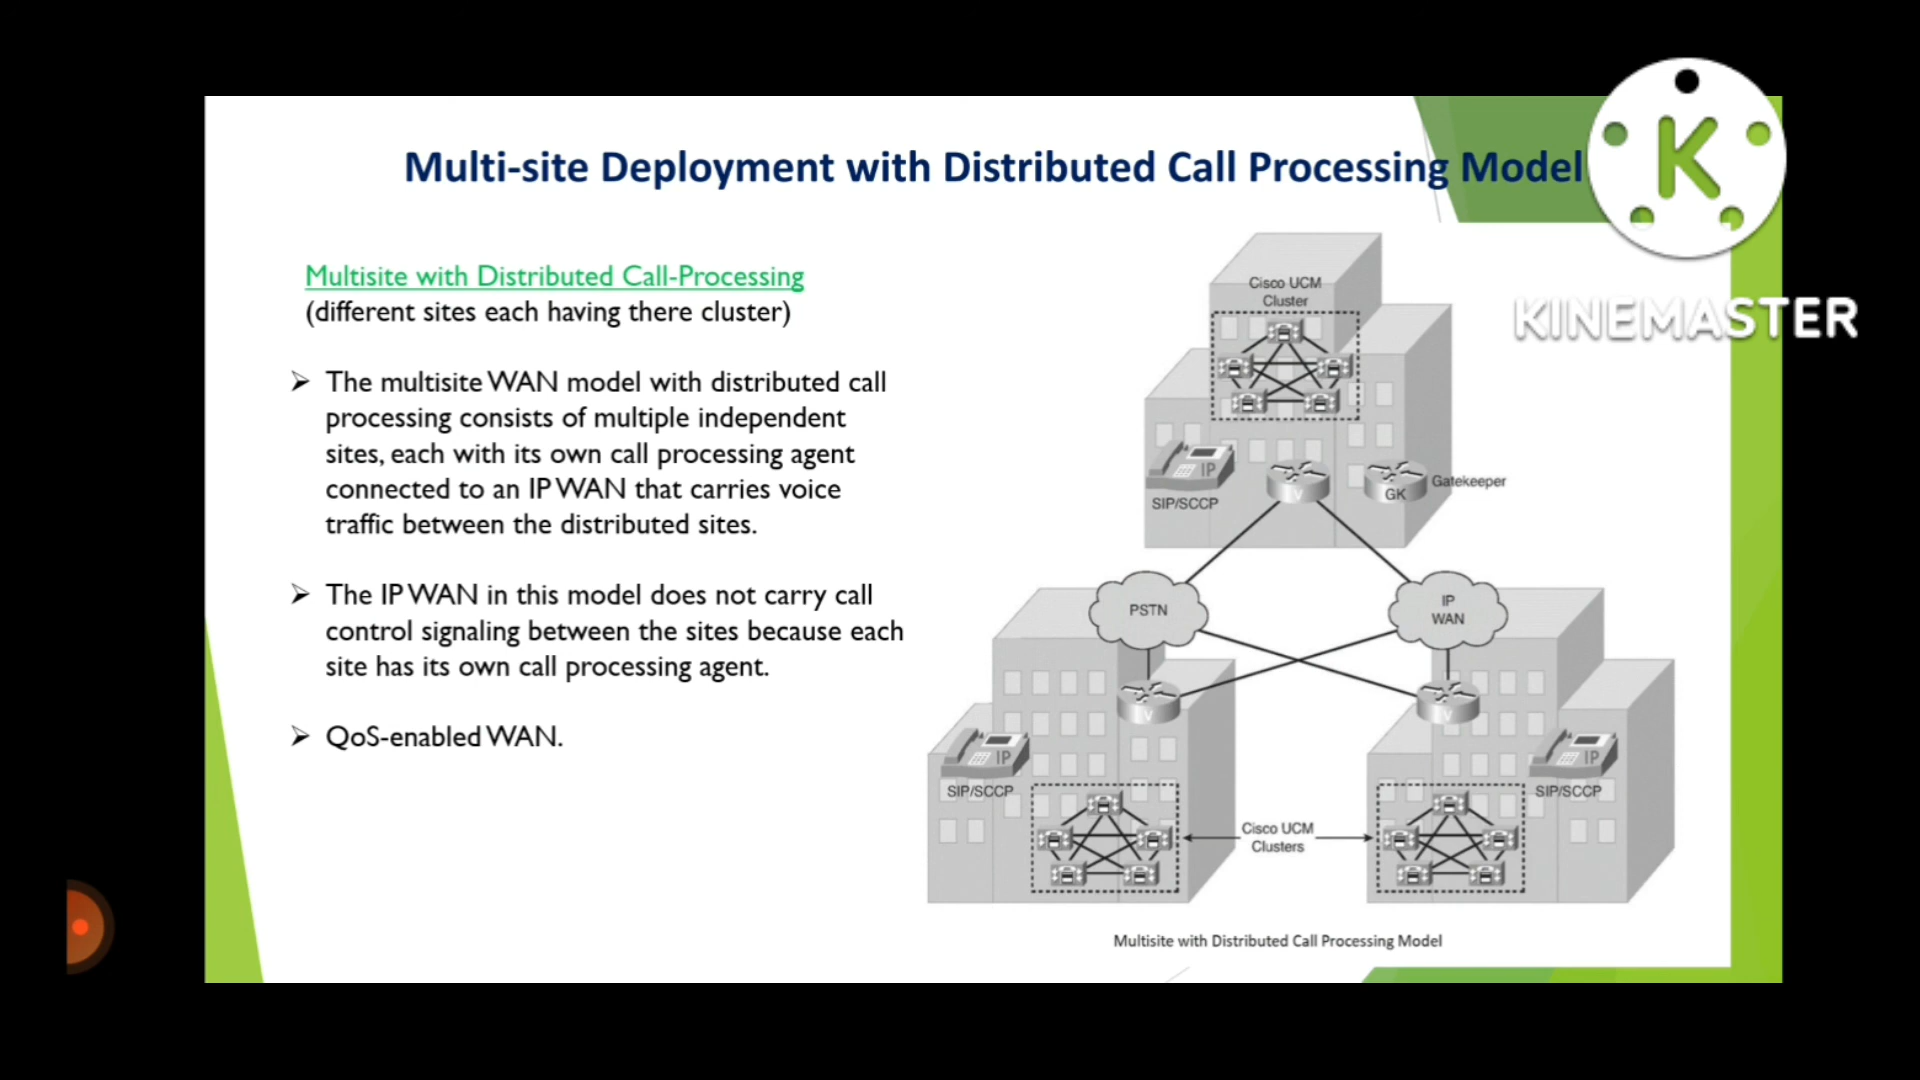 Multi-site Deployment with Distributed Call Processing Model
K
KINEMASTER
Multisite with Distributed Call-Processing
(different sites each having there cluster)
➢ The multisite WAN model with distributed call
processing consists of multiple independent
sites, each with its own call processing agent
connected to an IP WAN that carries voice
traffic between the distributed sites.
➢ The IP WAN in this model does not carry call
control signaling between the sites because each
site has its own call processing agent.
➢ QoS-enabled WAN.
Cisco UCM
Cluster
IP
SIP/SCCP
V
GK
Gatekeeper
PSTN
IP
WAN
V
V
IP
SIP/SCCP
IP
SIP/SCCP
Cisco UCM
Clusters
Multisite with Distributed Call Processing Model